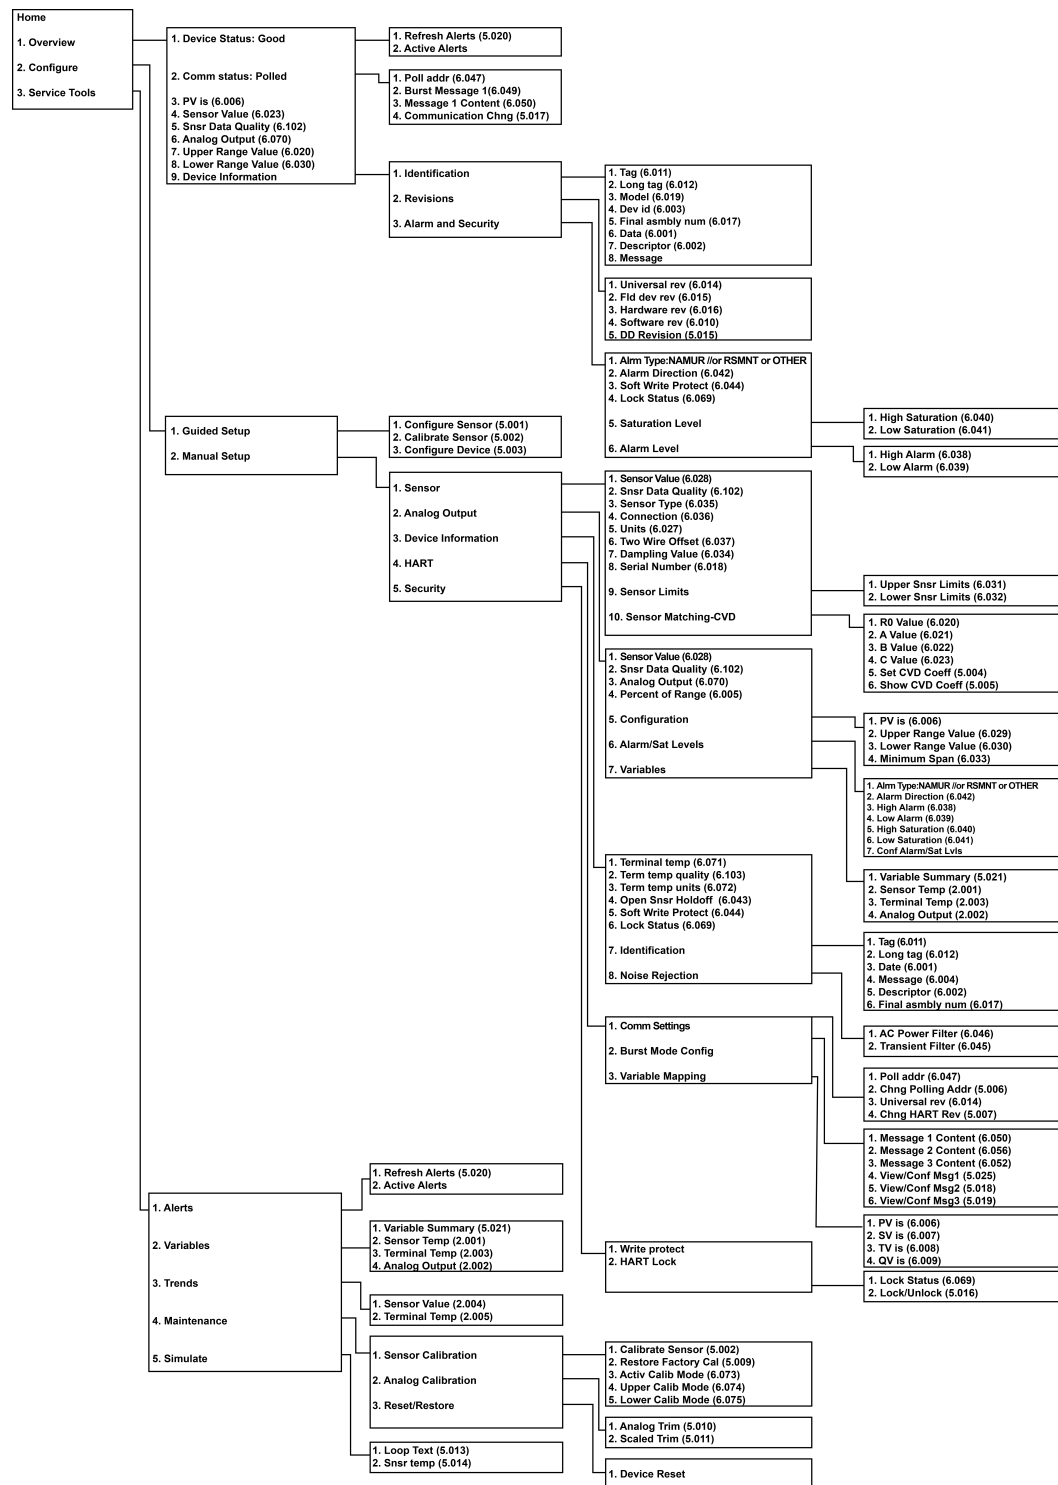 Home
1. Overview
2. Configure
3. Service Tools
1. Device Status: Good
2. Comm status: Polled
3. PV is (6.006)
4. Sensor Value (6.023)
5. Snsr Data Quality (6.102)
6. Analog Output (6.070)
7. Upper Range Value (6.020)
8. Lower Range Value (6.030)
9. Device Information
1. Refresh Alerts (5.020)
2. Active Alerts
1. Poll addr (6.047)
2. Burst Message 1(6.049)
3. Message 1 Content (6.050)
4. Communication Chng (5.017)
1. Identification
2. Revisions
3. Alarm and Security
1. Tag (6.011)
2. Long tag (6.012)
3. Model (6.019)
4. Dev id (6.003)
5. Final asmbly num (6.017)
6. Data (6.001)
7. Descriptor (6.002)
8. Message
1. Universal rev (6.014)
2. Fld dev rev (6.015)
3. Hardware rev (6.016)
4. Software rev (6.010)
5. DD Revision (5.015)
1. Alrm Type:NAMUR //or RSMNT or OTHER
2. Alarm Direction (6.042)
3. Soft Write Protect (6.044)
4. Lock Status (6.069)
5. Saturation Level
6. Alarm Level
1. High Saturation (6.040)
2. Low Saturation (6.041)
1. High Alarm (6.038)
2. Low Alarm (6.039)
1. Guided Setup
2. Manual Setup
1. Configure Sensor (5.001)
2. Calibrate Sensor (5.002)
3. Configure Device (5.003)
1. Sensor
2. Analog Output
3. Device Information
4. HART
5. Security
1. Sensor Value (6.028)
2. Snsr Data Quality (6.102)
3. Sensor Type (6.035)
4. Connection (6.036)
5. Units (6.027)
6. Two Wire Offset (6.037)
7. Dampling Value (6.034)
8. Serial Number (6.018)
9. Sensor Limits
10. Sensor Matching-CVD
1. Upper Snsr Limits (6.031)
2. Lower Snsr Limits (6.032)
1. R0 Value (6.020)
2. A Value (6.021)
3. B Value (6.022)
4. C Value (6.023)
5. Set CVD Coeff (5.004)
6. Show CVD Coeff (5.005)
1. Sensor Value (6.028)
2. Snsr Data Quality (6.102)
3. Analog Output (6.070)
4. Percent of Range (6.005)
5. Configuration
6. Alarm/Sat Levels
7. Variables
1. PV is (6.006)
2. Upper Range Value (6.029)
3. Lower Range Value (6.030)
4. Minimum Span (6.033)
1. Alrm Type:NAMUR //or RSMNT or OTHER
2. Alarm Direction (6.042)
3. High Alarm (6.038)
4. Low Alarm (6.039)
5. High Saturation (6.040)
6. Low Saturation (6.041)
7. Conf Alarm/Sat Lvls
1. Variable Summary (5.021)
2. Sensor Temp (2.001)
3. Terminal Temp (2.003)
4. Analog Output (2.002)
1. Terminal temp (6.071)
2. Term temp quality (6.103)
3. Term temp units (6.072)
4. Open Snsr Holdoff (6.043)
5. Soft Write Protect (6.044)
6. Lock Status (6.069)
7. Identification
8. Noise Rejection
1. Tag (6.011)
2. Long tag (6.012)
3. Date (6.001)
4. Message (6.004)
5. Descriptor (6.002)
6. Final asmbly num (6.017)
1. AC Power Filter (6.046)
2. Transient Filter (6.045)
1. Comm Settings
2. Burst Mode Config
3. Variable Mapping
1. Poll addr (6.047)
2. Chng Polling Addr (5.006)
3. Universal rev (6.014)
4. Chng HART Rev (5.007)
1. Message 1 Content (6.050)
2. Message 2 Content (6.056)
3. Message 3 Content (6.052)
4. View/Conf Msg1 (5.025)
5. View/Conf Msg2 (5.018)
6. View/Conf Msg3 (5.019)
1. PV is (6.006)
2. SV is (6.007)
3. TV is (6.008)
4. QV is (6.009)
1. Write protect
2. HART Lock
1. Lock Status (6.069)
2. Lock/Unlock (5.016)
1. Alerts
2. Variables
3. Trends
4. Maintenance
5. Simulate
1. Refresh Alerts (5.020)
2. Active Alerts
1. Variable Summary (5.021)
2. Sensor Temp (2.001)
3. Terminal Temp (2.003)
4. Analog Output (2.002)
1. Sensor Value (2.004)
2. Terminal Temp (2.005)
1. Sensor Calibration
2. Analog Calibration
3. Reset/Restore
1. Calibrate Sensor (5.002)
2. Restore Factory Cal (5.009)
3. Activ Calib Mode (6.073)
4. Upper Calib Mode (6.074)
5. Lower Calib Mode (6.075)
1. Analog Trim (5.010)
2. Scaled Trim (5.011)
1. Device Reset
1. Loop Text (5.013)
2. Snsr temp (5.014)